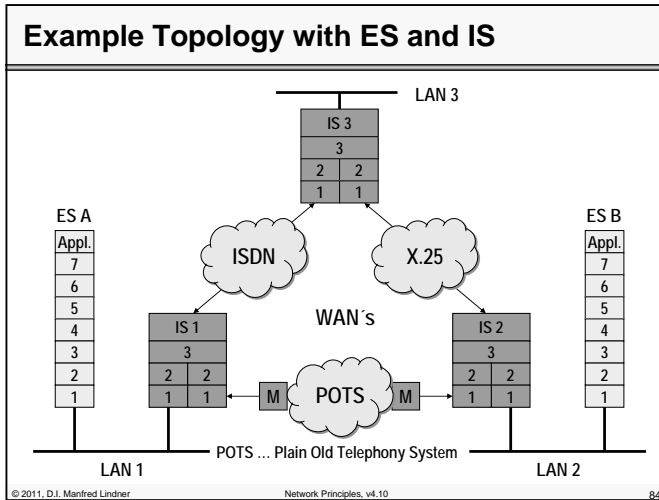 Example Topology with ES and IS
LAN 3
IS 3
3
2 2
1 1
ES A
Appl.
7
6
5
4
3
2
1
ISDN
X.25
ES B
Appl.
7
6
5
4
3
2
1
WAN´s
IS 1
3
2 2
1 1
M
POTS
M
IS 2
3
2 2
1 1
POTS ... Plain Old Telephony System
LAN 1
LAN 2
© 2011, D.I. Manfred Lindner
Network Principles, v4.10
84